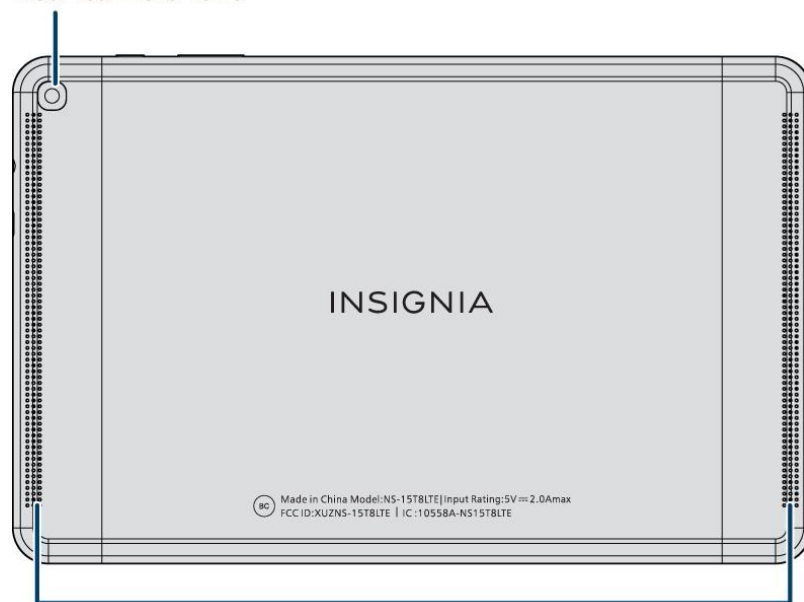 INSIGNIA
BC Made in China Model:NS-15T8LTE|Input Rating:5V⎓2.0Amax
FCC ID:XUZNS-15T8LTE | IC :10558A-NS15T8LTE